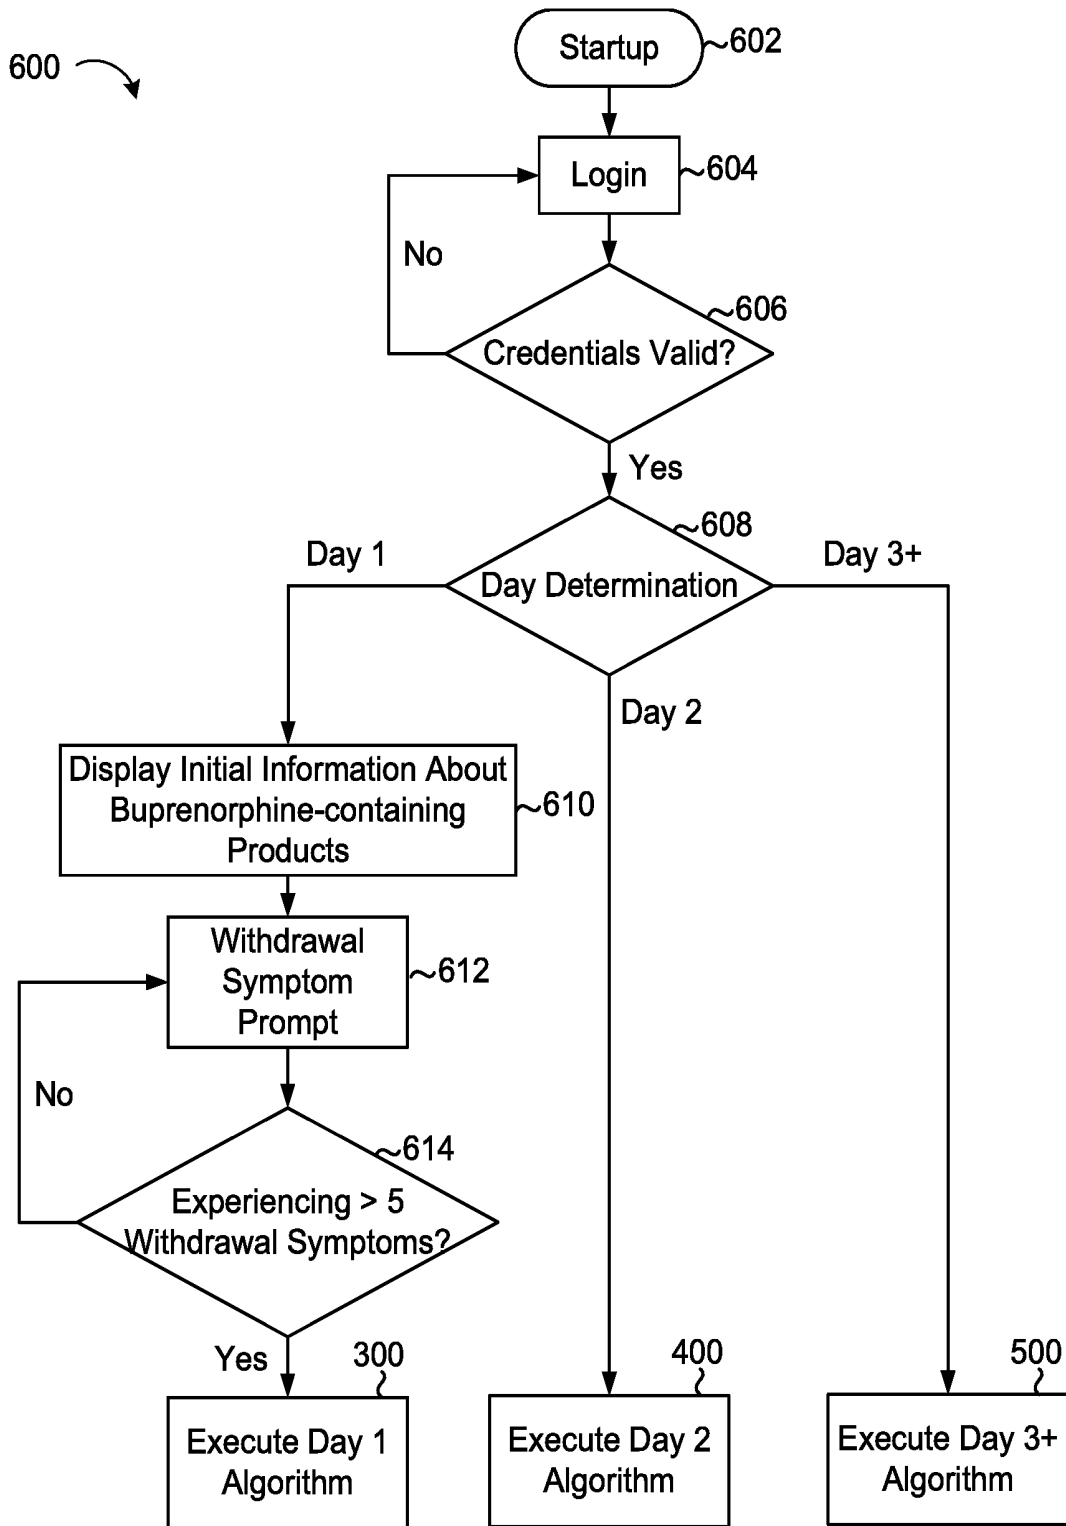 600
Startup
602
Login
604
No
606
Credentials Valid?
Yes
608
Day 1
Day Determination
Day 3+
Day 2
Display Initial Information About
Buprenorphine-containing
Products
610
Withdrawal
Symptom
Prompt
612
No
614
Experiencing > 5
Withdrawal Symptoms?
Yes
300
400
500
Execute Day 1
Algorithm
Execute Day 2
Algorithm
Execute Day 3+
Algorithm